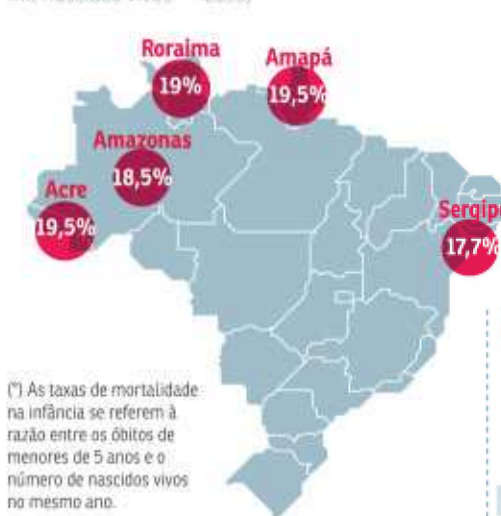 Roraima
19%
Amapá
19,5%
Amazonas
18,5%
Acre
19,5%
Sergipe
17,7%
(*) As taxas de mortalidade
na infância se referem à
razão entre os óbitos de
menores de 5 anos e o
número de nascidos vivos
no mesmo ano.